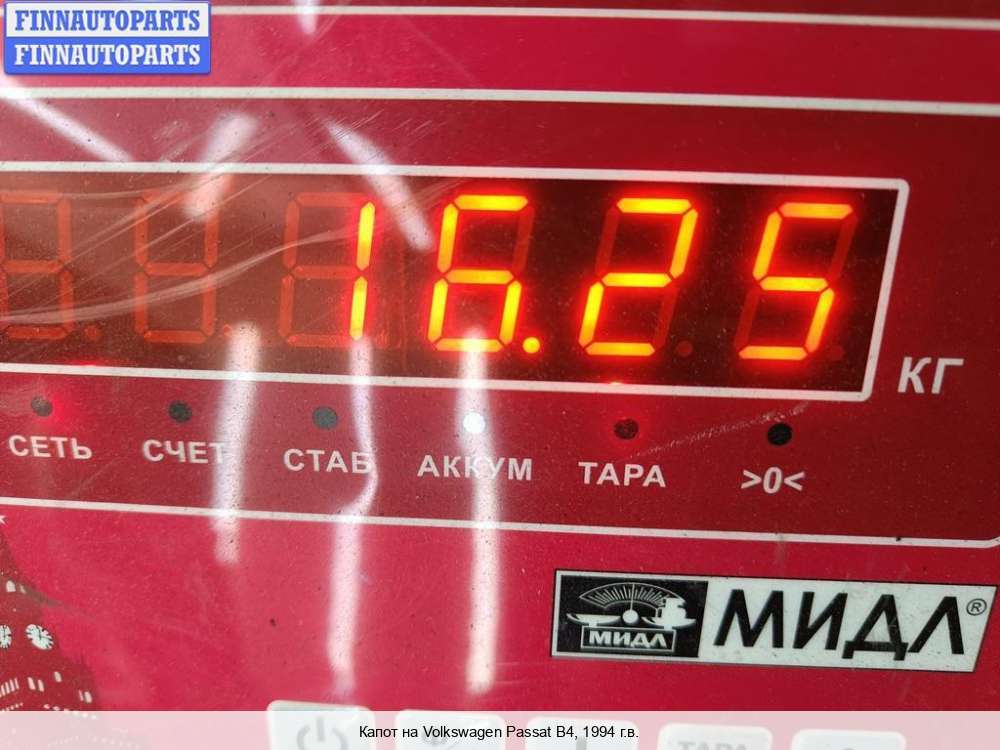 FINNAUTOPARTS
FINNAUTOPARTS
16.25
КГ
СЕТЬ СЧЕТ СТАБ АККУМ ТАРА >0<
МИДЛ МИДЛ®
ТАРА
Капот на Volkswagen Passat B4, 1994 г.в.